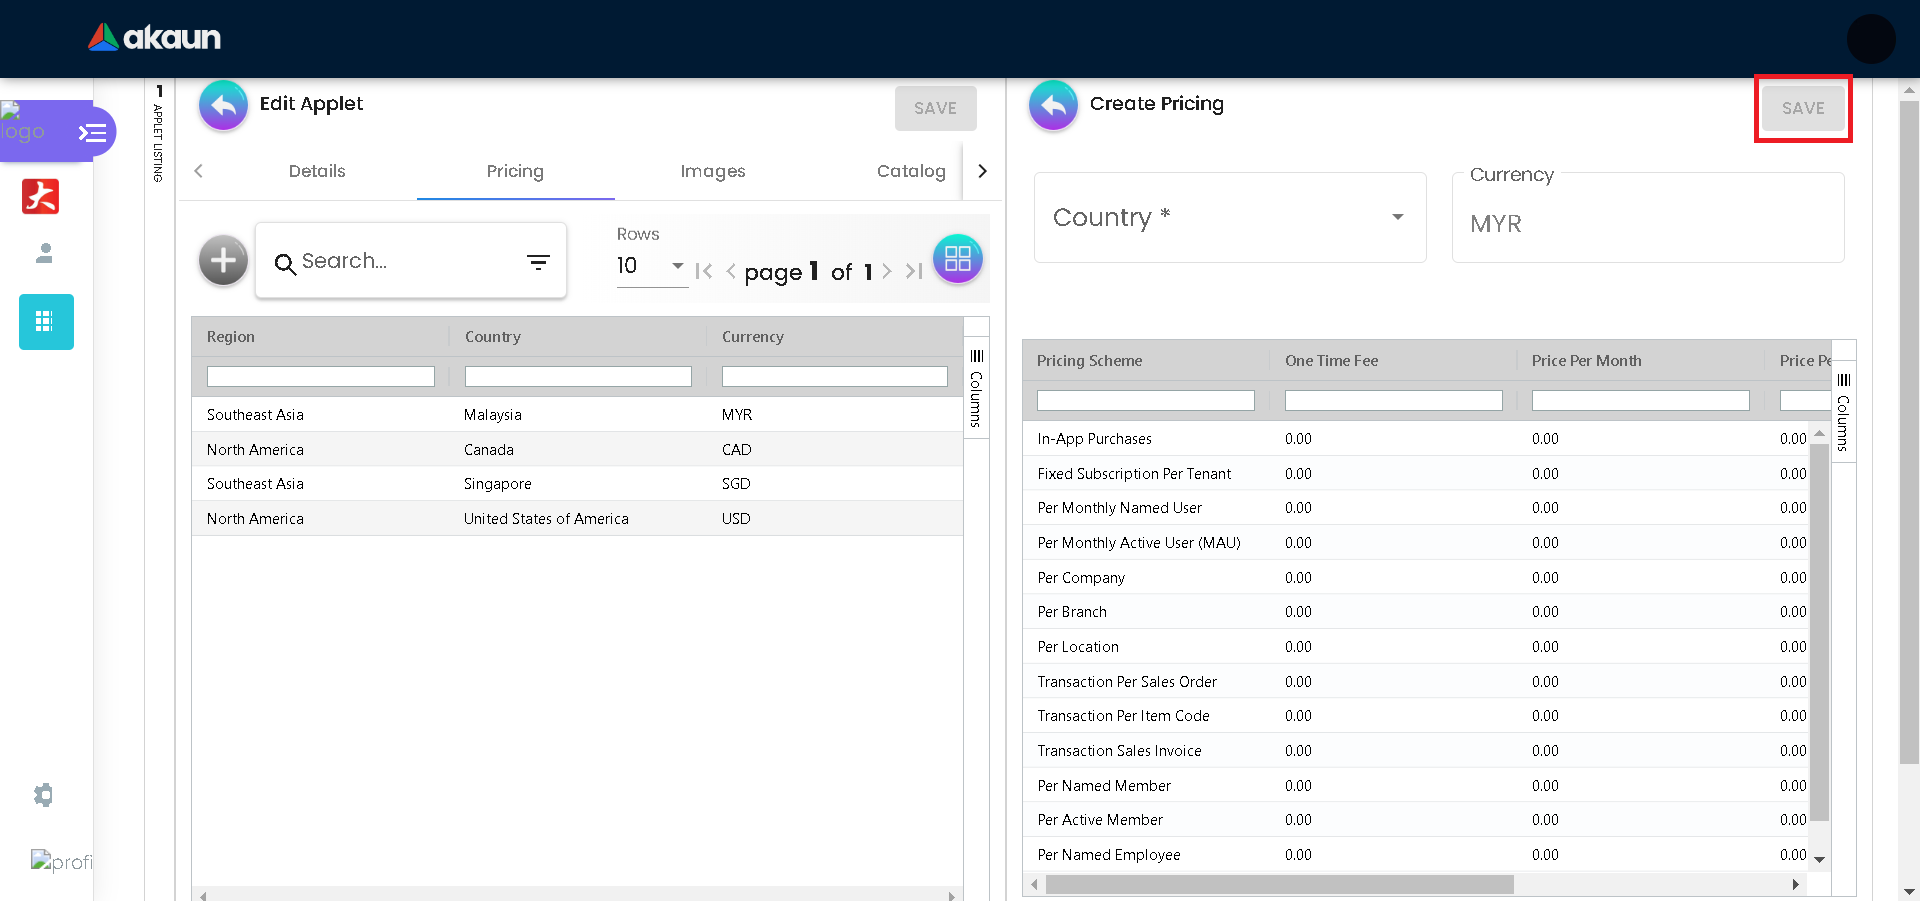 akaun
logo
1 APPLET LISTING
Edit Applet
SAVE
Details
Pricing
Images
Catalog
Search...
Rows
10
page 1 of 1
Region Country Currency
Southeast Asia Malaysia MYR
North America Canada CAD
Southeast Asia Singapore SGD
North America United States of America USD
Columns
profi
Create Pricing
SAVE
Country *
Currency
MYR
Pricing Scheme One Time Fee Price Per Month Price Pe
In-App Purchases 0.00 0.00 0.00
Fixed Subscription Per Tenant 0.00 0.00 0.00
Per Monthly Named User 0.00 0.00 0.00
Per Monthly Active User (MAU) 0.00 0.00 0.00
Per Company 0.00 0.00 0.00
Per Branch 0.00 0.00 0.00
Per Location 0.00 0.00 0.00
Transaction Per Sales Order 0.00 0.00 0.00
Transaction Per Item Code 0.00 0.00 0.00
Transaction Sales Invoice 0.00 0.00 0.00
Per Named Member 0.00 0.00 0.00
Per Active Member 0.00 0.00 0.00
Per Named Employee 0.00 0.00 0.00
Columns